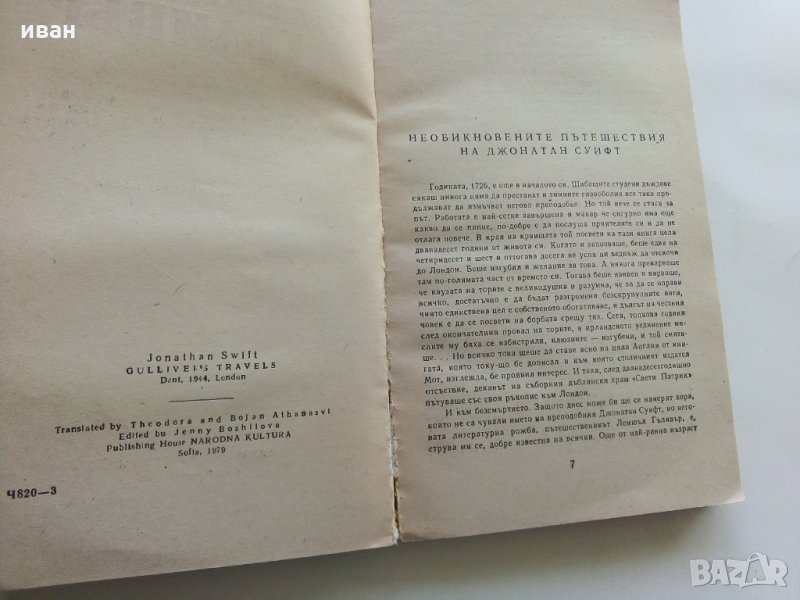 иван
Jonathan Swift
GULLIVER'S TRAVELS
Dent, 1944, London
Translated by Theodora and Bojan Athanasovi
Edited by Jenny Bozhilova
Publishing House NARODNA KULTURA
Sofia, 1979
Ч820—3
НЕОБИКНОВЕНИТЕ ПЪТЕШЕСТВИЯ
НА ДЖОНАТАН СУИФТ
Годината, 1726, е още в началото си. Шибащите студени дъждове
сякаш никога няма да престанат и зимните главоболия все така про-
дължават да измъчват негово преподобие. Но той вече се стяга за
път. Работата е най-сетне завършена и макар че сигурно има още
какво да се пипне, по-добре е да послуша приятелите си и да не
отлага повече. В края на краищата той посвети на тази книга цели
дванадесет години от живота си. Когато я започваше, беше едва на
четиридесет и шест и оттогава досега не успя ни веднъж да отскочи
до Лондон. Беше изгубил и желание за това. А някога прекарваше
там по-голямата част от времето си. Тогава беше наивен и вярваше,
че каузата на торите е великодушна и разумна, че за да се оправи
всичко, достатъчно е да бъдат разгромени безскрупулните виги,
чиято единствена цел е собственото обогатяване, и дългът на честния
човек е да се посвети на борбата срещу тях. Сега, толкова години
след окончателния провал на торите, в ирландското уединение ми-
слите му бяха се избистрили, илюзиите — изгубени, и той смята-
ше. . . Но всичко това щеше да стане ясно на цяла Англия от кни-
гата, която току-що бе дописал и към която столичният издател
Мот, изглежда, бе проявил интерес. И така, след дванадесетгодишно
отсъствие, деканът на съборния дъблински храм «Свети Патрик»
пътуваше със своя ръкопис към Лондон.
И към безсмъртието. Защото днес може би ще се намерят хора,
които не са чували името на преподобния Джонатан Суифт, но него-
вата литературна рожба, пътешественикът Лемюъл Гъливър, е,
струва ми се, добре известна на всички. Още от най-ранна възраст
7
BAZAR